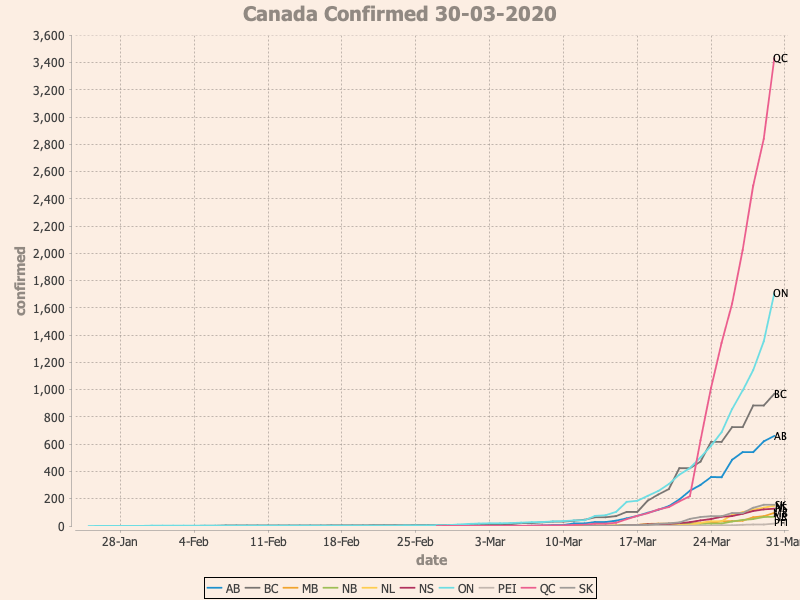 Canada Confirmed 30-03-2020
3,600
3,400
3,200
3,000
2,800
2,600
2,400
2,200
2,000
1,800
1,600
1,400
1,200
1,000
800
600
400
200
0
confirmed
QC
ON
BC
AB
SK
PEI
28-Jan 4-Feb 11-Feb 18-Feb 25-Feb 3-Mar 10-Mar 17-Mar 24-Mar 31-Mar
date
AB BC MB NB NL NS ON PEI QC SK